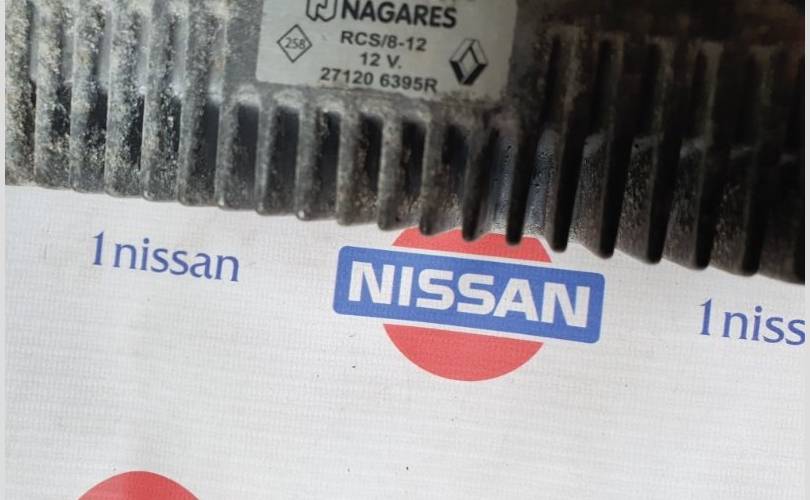 NAGARES
258
RCS/8-12
12 V.
27120 6395R
1nissan
NISSAN
1niss